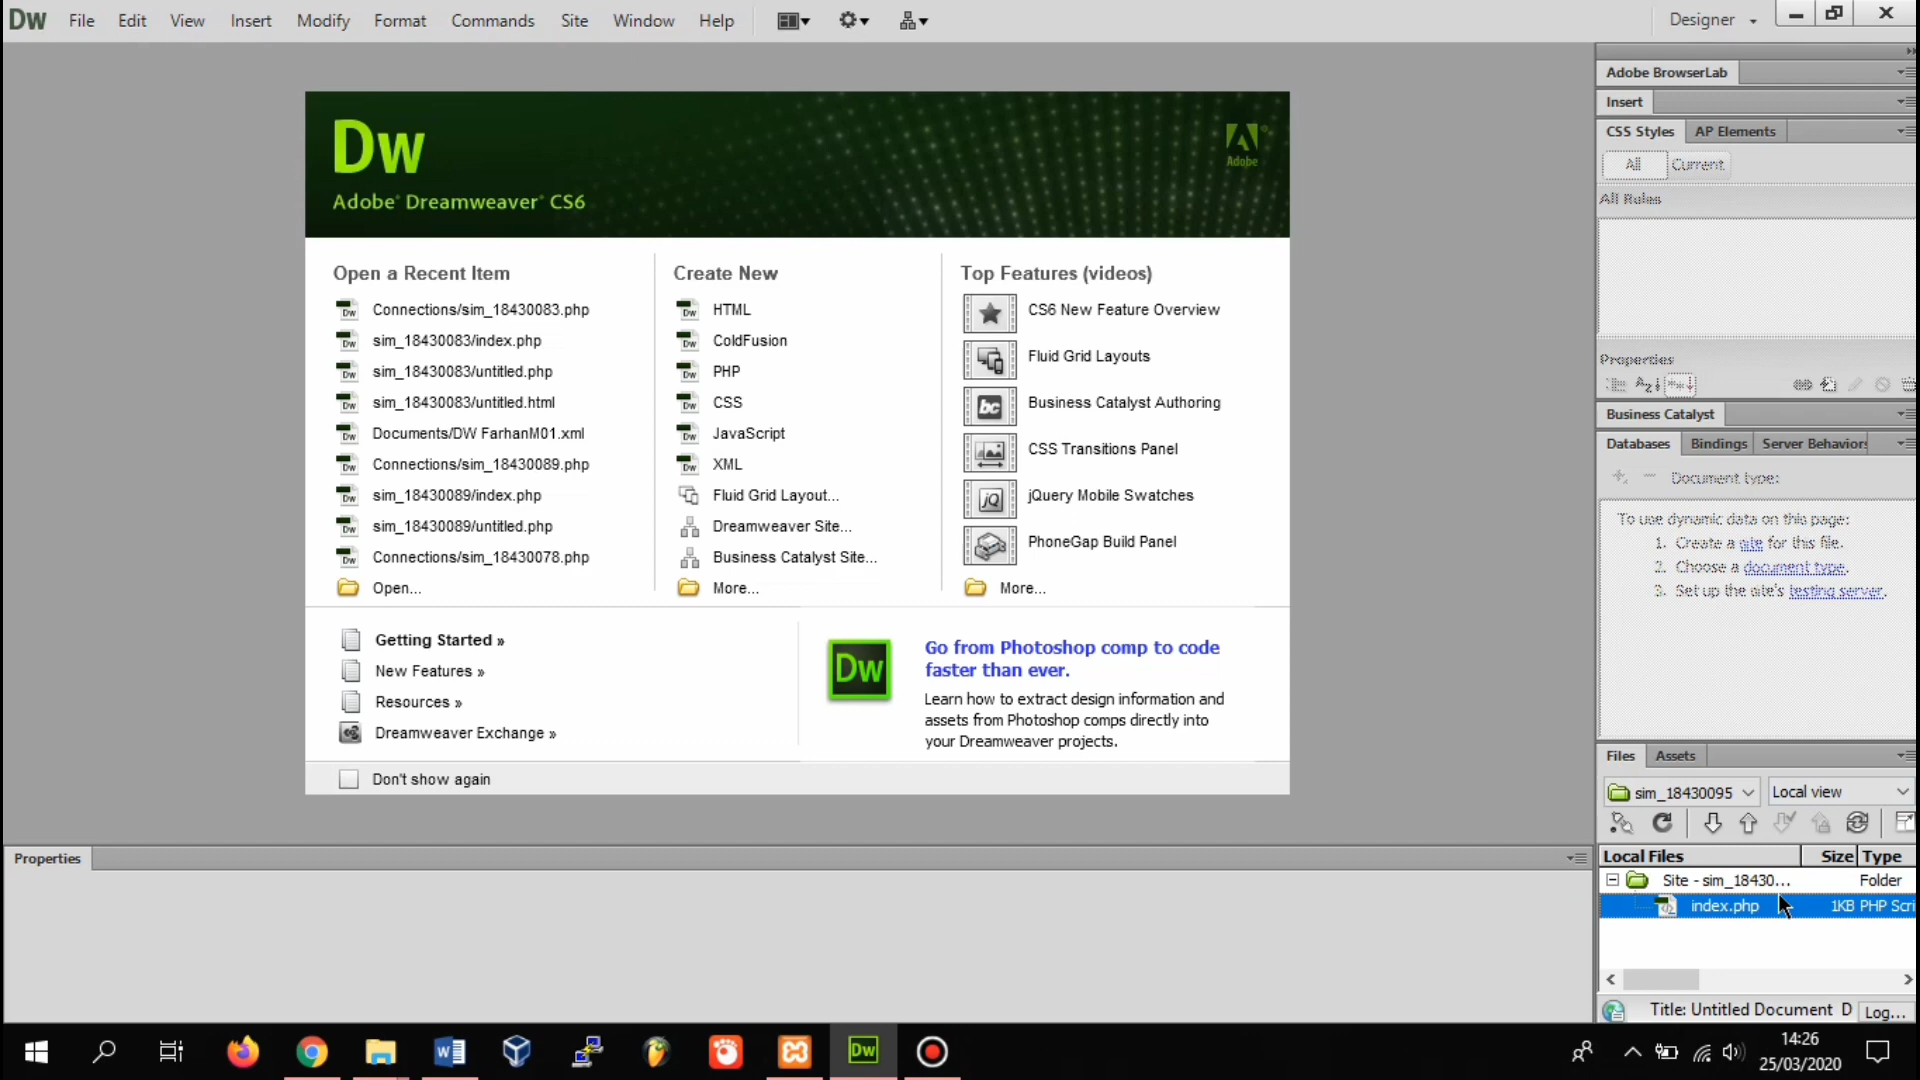 Dw File Edit View Insert Modify Format Commands Site Window Help Designer
Dw
Adobe® Dreamweaver® CS6
Adobe
Open a Recent Item
Connections/sim_18430083.php
sim_18430083/index.php
sim_18430083/untitled.php
sim_18430083/untitled.html
Documents/DW FarhanM01.xml
Connections/sim_18430089.php
sim_18430089/index.php
sim_18430089/untitled.php
Connections/sim_18430078.php
Open...
Create New
HTML
ColdFusion
PHP
CSS
JavaScript
XML
Fluid Grid Layout...
Dreamweaver Site...
Business Catalyst Site...
More...
Top Features (videos)
CS6 New Feature Overview
Fluid Grid Layouts
Business Catalyst Authoring
CSS Transitions Panel
jQuery Mobile Swatches
PhoneGap Build Panel
More...
Getting Started »
New Features »
Resources »
Dreamweaver Exchange »
Dw
Go from Photoshop comp to code
faster than ever.
Learn how to extract design information and
assets from Photoshop comps directly into
your Dreamweaver projects.
Don't show again
Properties
Adobe BrowserLab
Insert
CSS Styles AP Elements
All Current
All Rules
Properties
Business Catalyst
Databases Bindings Server Behaviors
Document type:
To use dynamic data on this page:
1. Create a site for this file.
2. Choose a document type.
3. Set up the site's testing server.
Files Assets
sim_18430095 Local view
Local Files Size Type
Site - sim_18430... Folder
index.php 1KB PHP Scri
Title: Untitled Document D Log...
14:26
25/03/2020